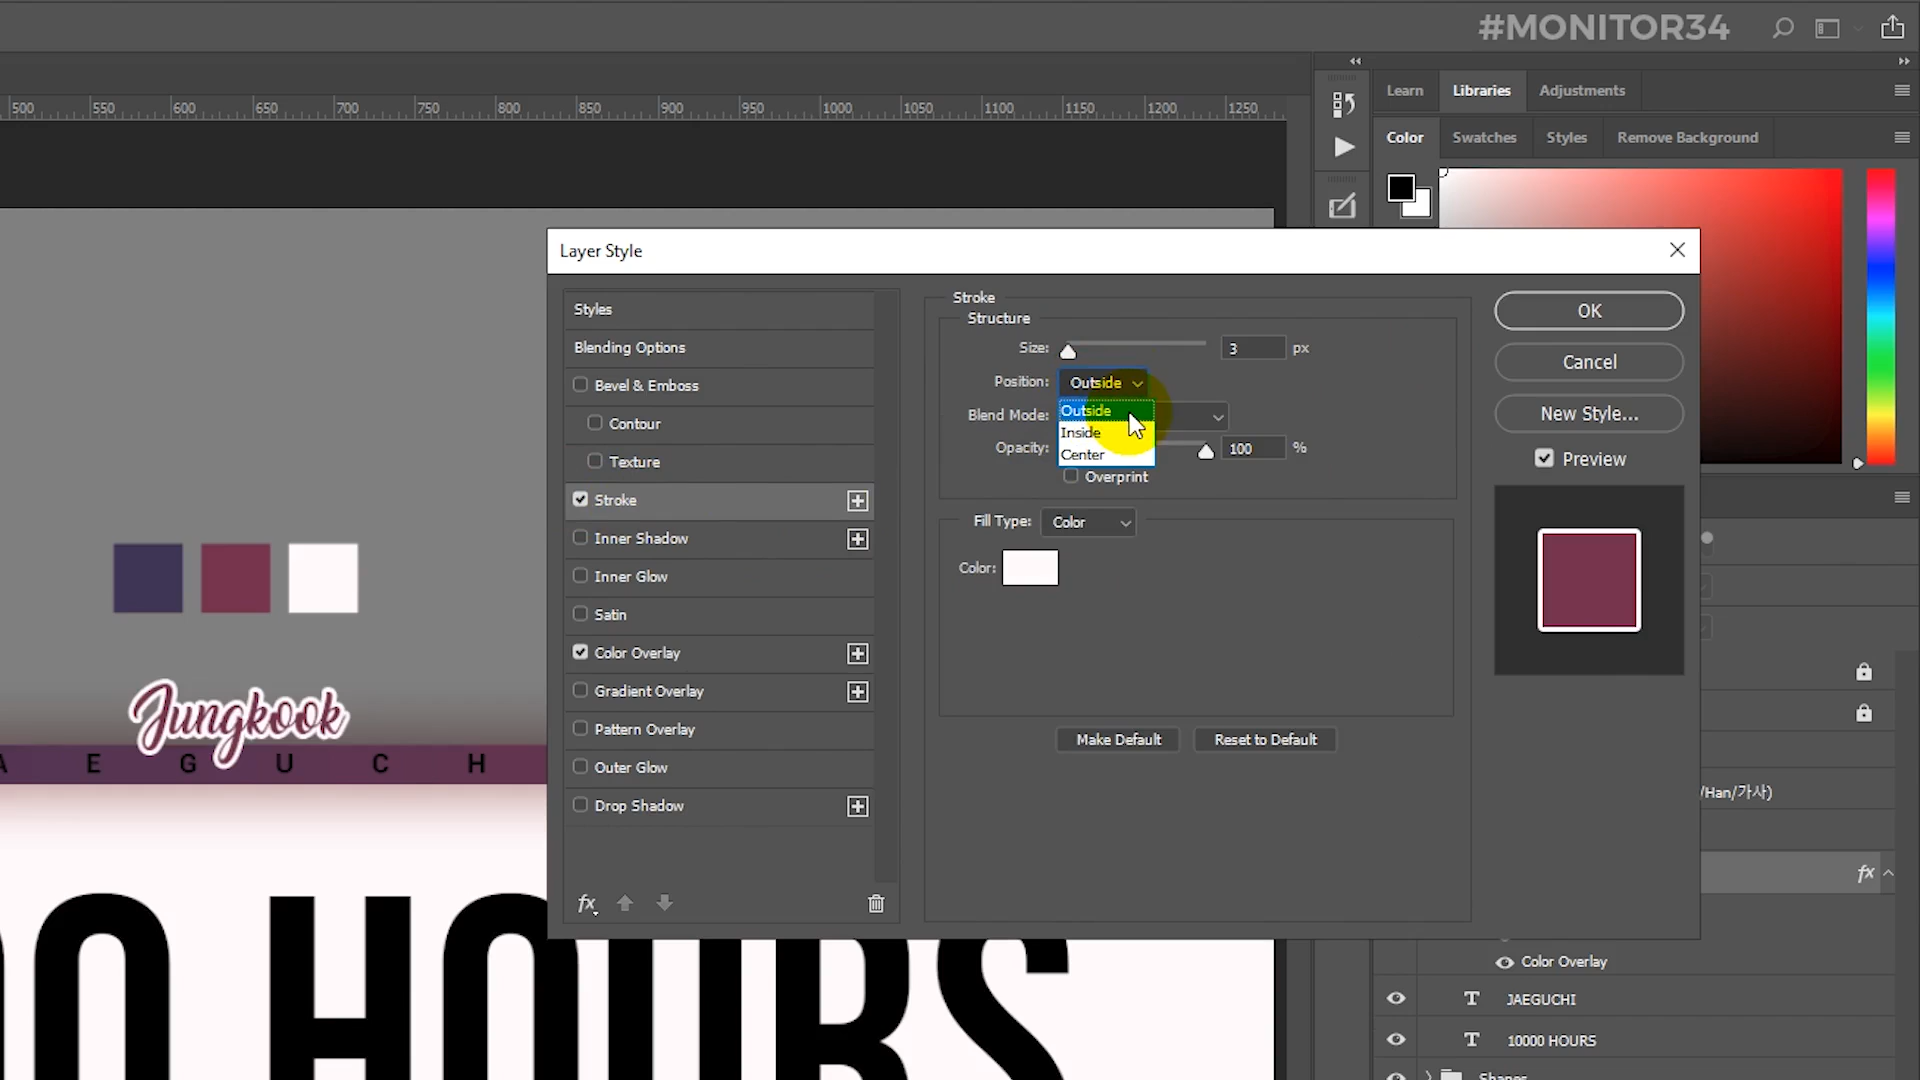 #MONITOR34
Learn Libraries Adjustments
500 550 600 650 700 750 800 850 900 950 1000 1050 1100 1150 1200 1250
Color Swatches Styles Remove Background
Layer Style
Styles
Blending Options
Bevel & Emboss
Contour
Texture
Stroke
Inner Shadow
Inner Glow
Satin
Color Overlay
Gradient Overlay
Pattern Overlay
Outer Glow
Drop Shadow
fx
Stroke
Structure
Size: 3 px
Position: Outside
Outside
Inside
Center
Blend Mode:
Opacity: 100 %
Overprint
Fill Type: Color
Color:
Make Default Reset to Default
OK
Cancel
New Style...
Preview
Jungkook
A E G U C H
HOURS
/Han/가사)
fx
Color Overlay
T JAEGUCHI
T 10000 HOURS
Shapes